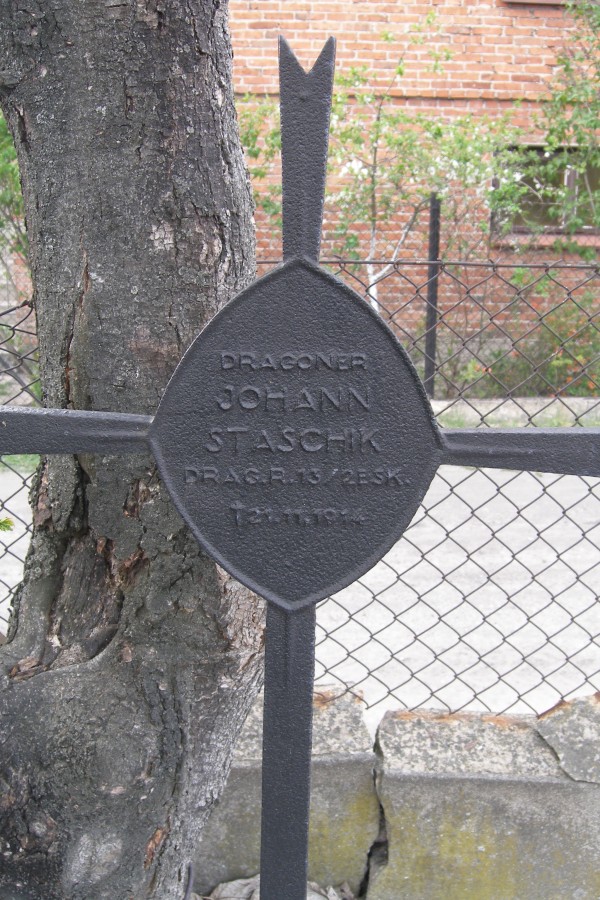 DRAGONER
JOHANN
STASCHIK
DRAG.R.13/2ESK.
† 21.11.1914